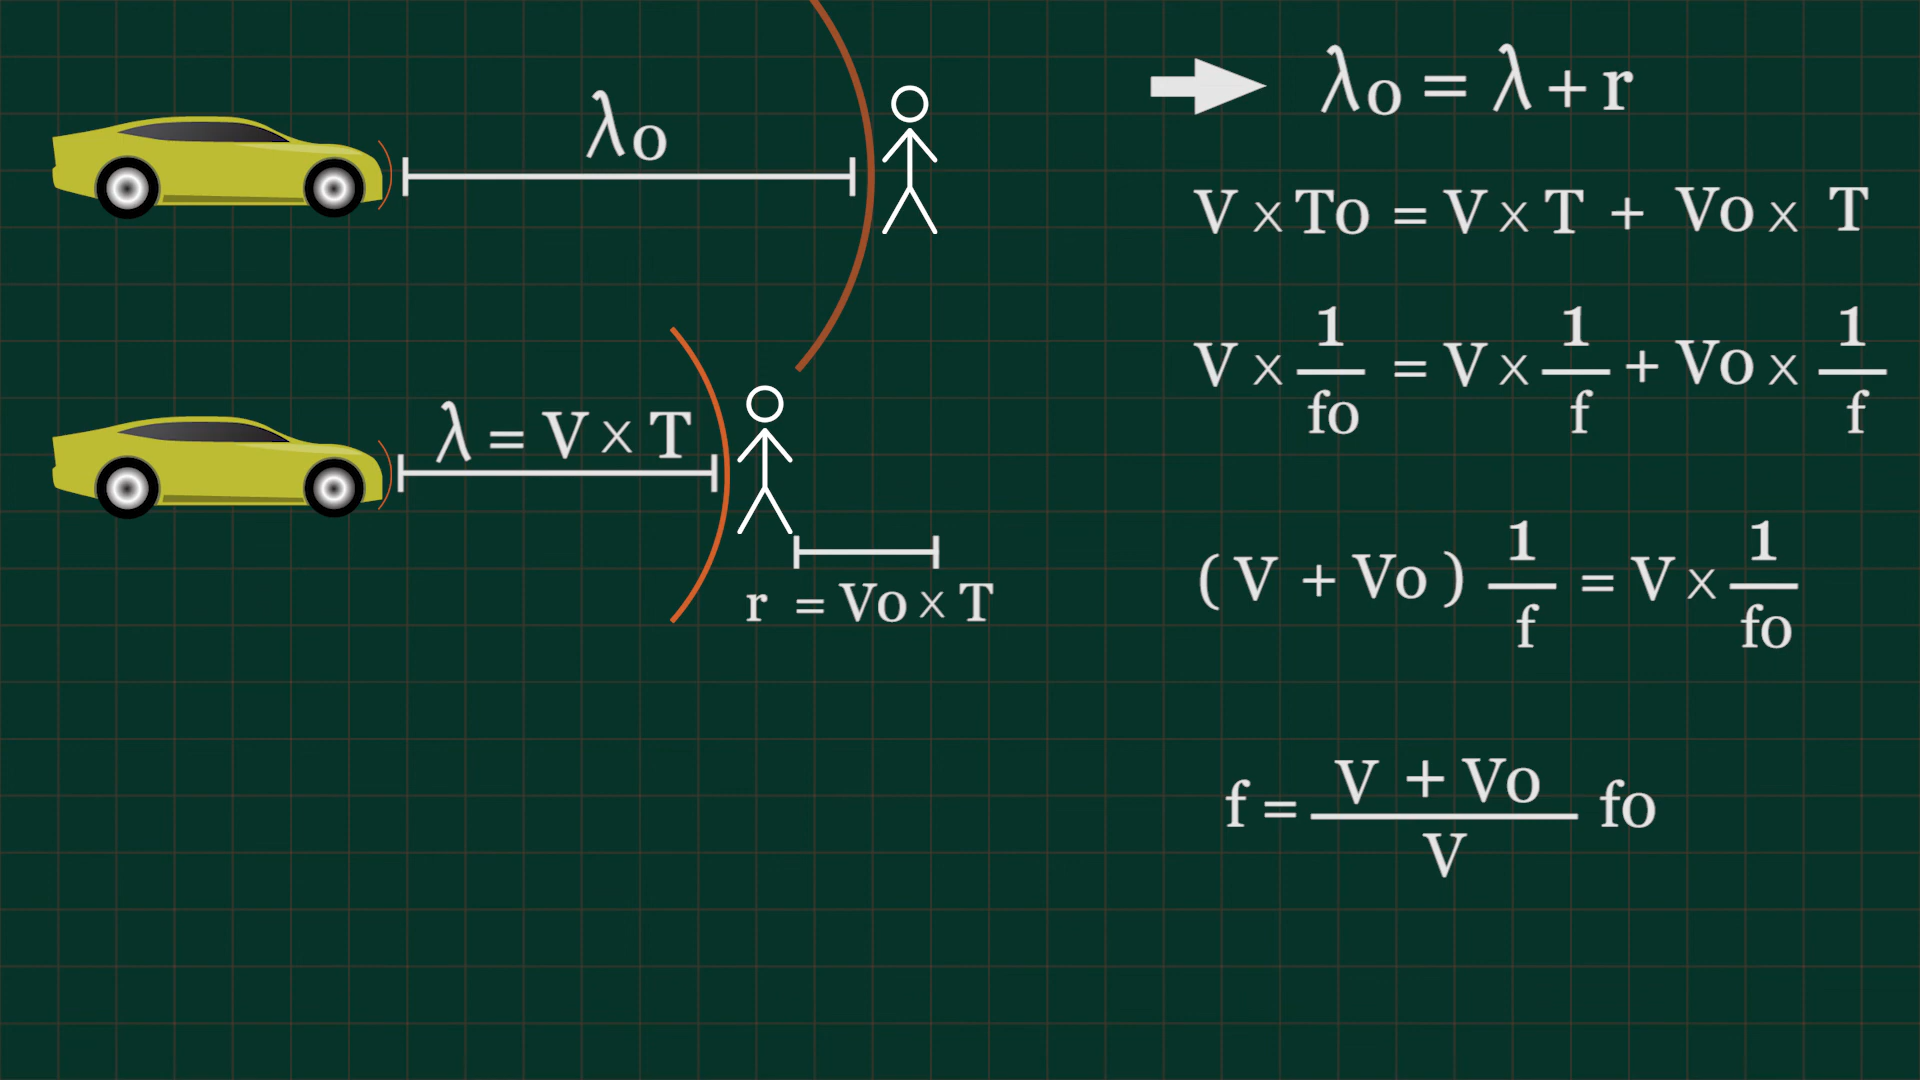 λo
λ = V × T
r = Vo × T
λo = λ + r
V × To = V × T + Vo × T
V × 1/fo = V × 1/f + Vo × 1/f
( V + Vo ) 1/f = V × 1/fo
f = V + Vo/V fo